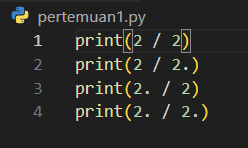 pertemuan1.py
1 print(2 / 2)
2 print(2 / 2.)
3 print(2. / 2)
4 print(2. / 2.)